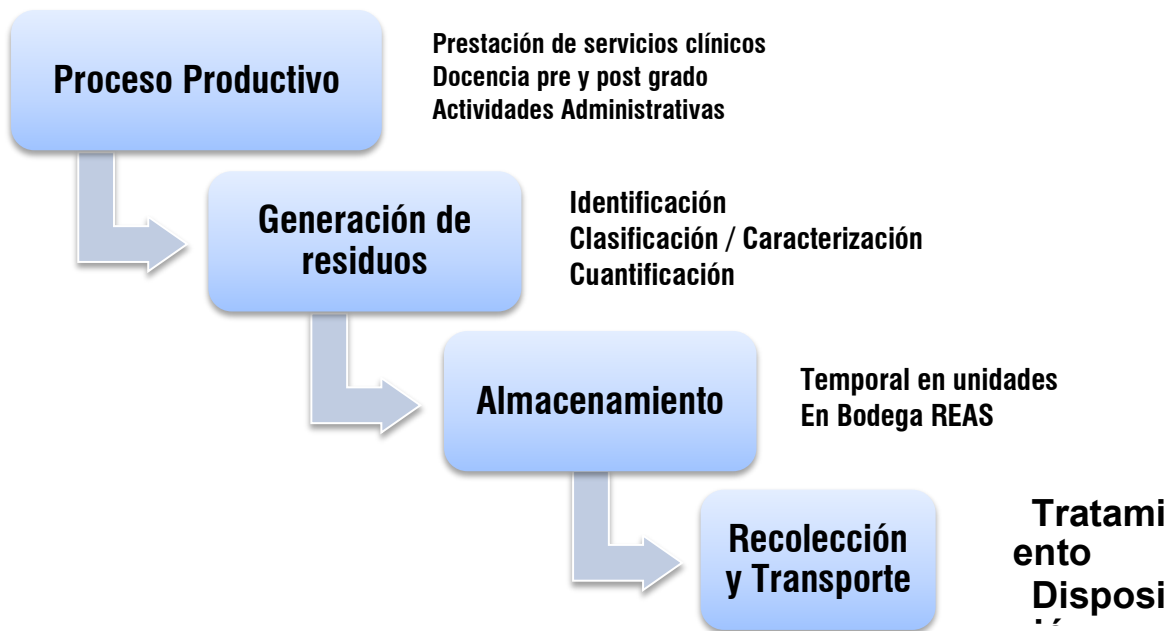 Proceso Productivo
Prestación de servicios clínicos
Docencia pre y post grado
Actividades Administrativas
Generación de
residuos
Identificación
Clasificación / Caracterización
Cuantificación
Almacenamiento
Temporal en unidades
En Bodega REAS
Recolección
y Transporte
Tratami
ento
Disposi